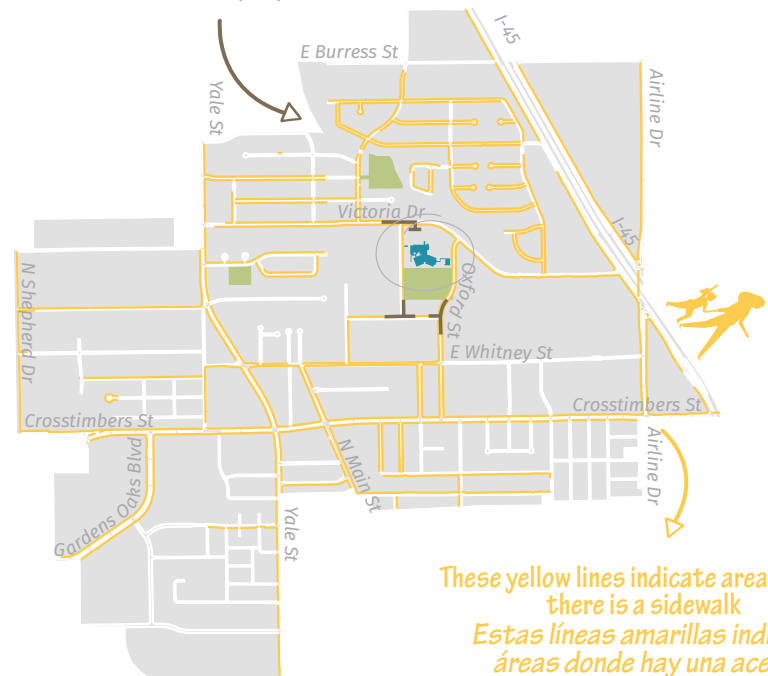 I-45
E Burress St
Airline Dr
Yale St
Victoria Dr
I-45
N Shepherd Dr
Oxford St
E Whitney St
Crosstimbers St
Crosstimbers St
N Main St
Airline Dr
Gardens Oaks Blvd
Yale St
These yellow lines indicate area
there is a sidewalk
Estas líneas amarillas indi
áreas donde hay una ace